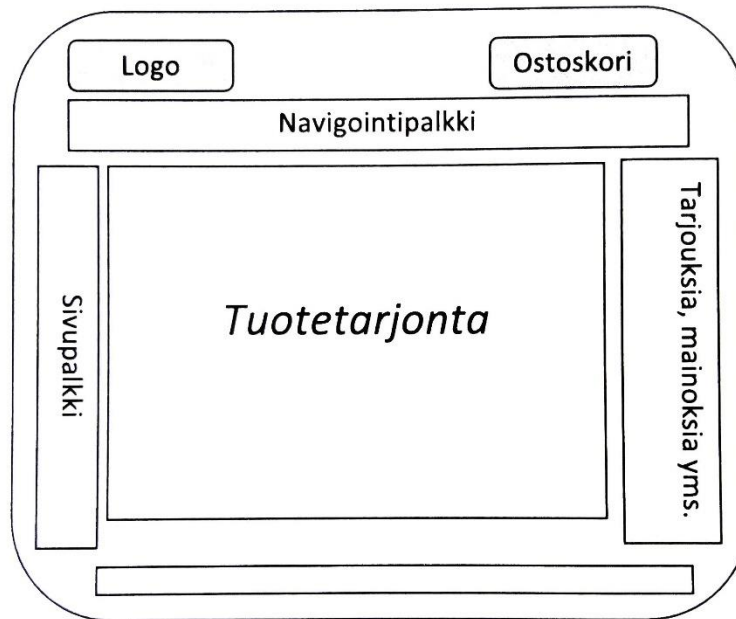 Logo
Ostoskori
Navigointipalkki
Sivupalkki
Tuotetarjonta
Tarjouksia, mainoksia yms.